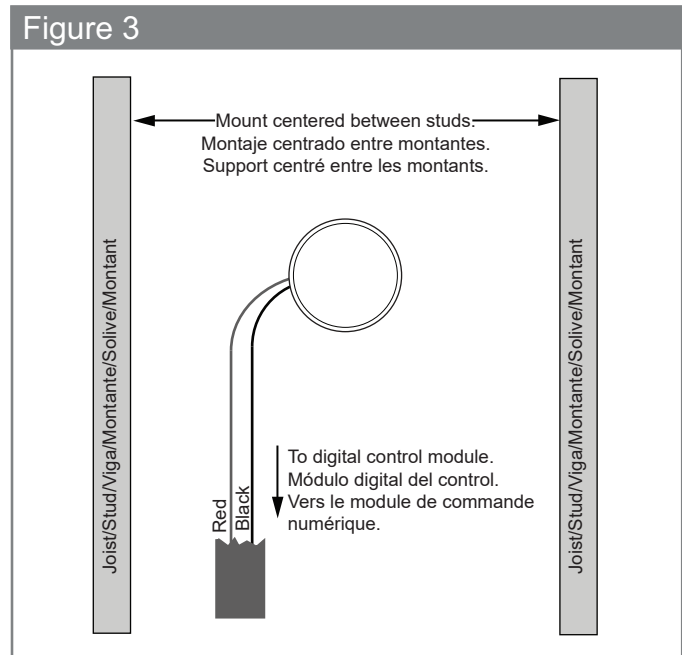 Figure 3
Mount centered between studs.
Montaje centrado entre montantes.
Support centré entre les montants.
Joist/Stud/Viga/Montante/Solive/Montant
Joist/Stud/Viga/Montante/Solive/Montant
Red
Black
To digital control module.
Módulo digital del control.
Vers le module de commande
numérique.